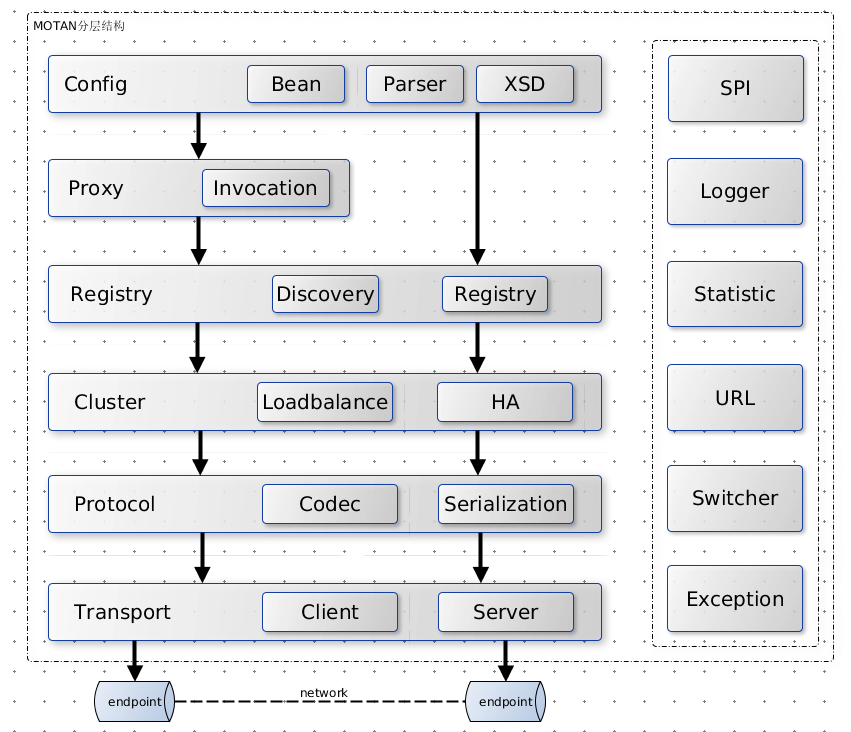 MOTAN分层结构
Config Bean Parser XSD
Proxy Invocation
Registry Discovery Registry
Cluster Loadbalance HA
Protocol Codec Serialization
Transport Client Server
endpoint network endpoint
SPI
Logger
Statistic
URL
Switcher
Exception